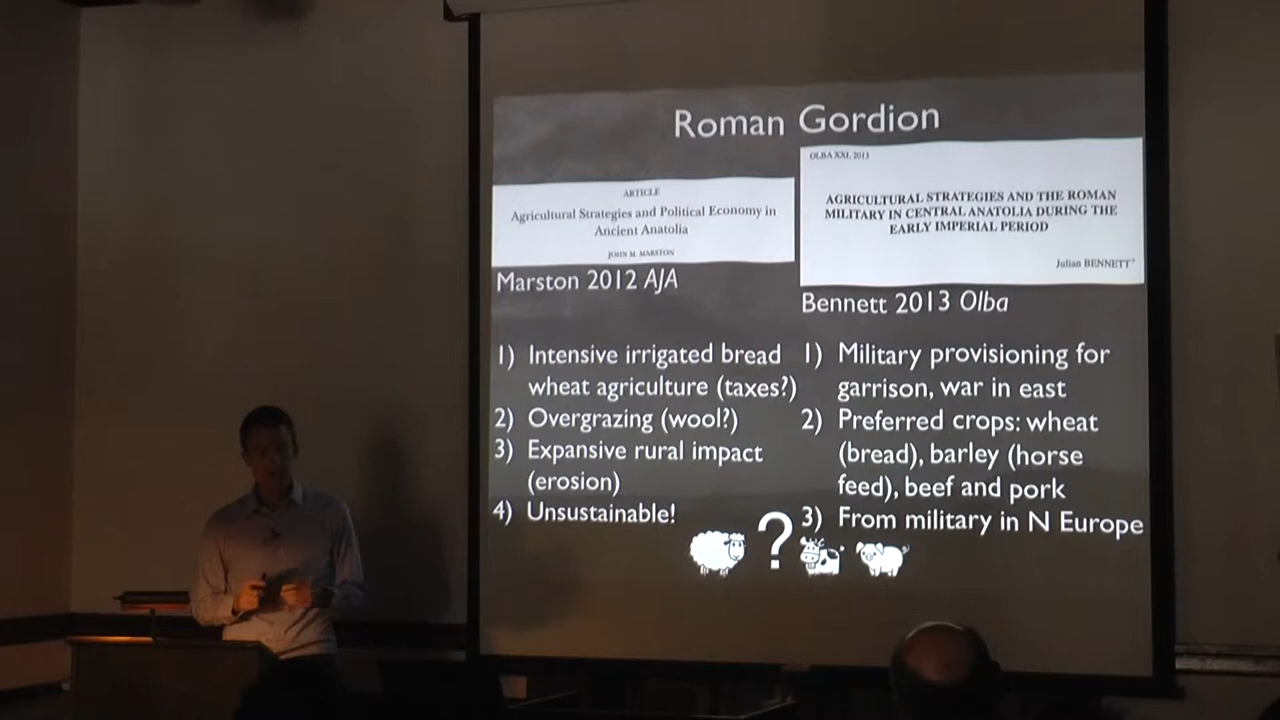 Roman Gordion
ARTICLE
Agricultural Strategies and Political Economy in
Ancient Anatolia
JOHN M. MARSTON
Marston 2012 AJA
1) Intensive irrigated bread
wheat agriculture (taxes?)
2) Overgrazing (wool?)
3) Expansive rural impact
(erosion)
4) Unsustainable!
OLBA XXI, 2013
AGRICULTURAL STRATEGIES AND THE ROMAN
MILITARY IN CENTRAL ANATOLIA DURING THE
EARLY IMPERIAL PERIOD
Julian BENNETT*
Bennett 2013 Olba
1) Military provisioning for
garrison, war in east
2) Preferred crops: wheat
(bread), barley (horse
feed), beef and pork
3) From military in N Europe
?